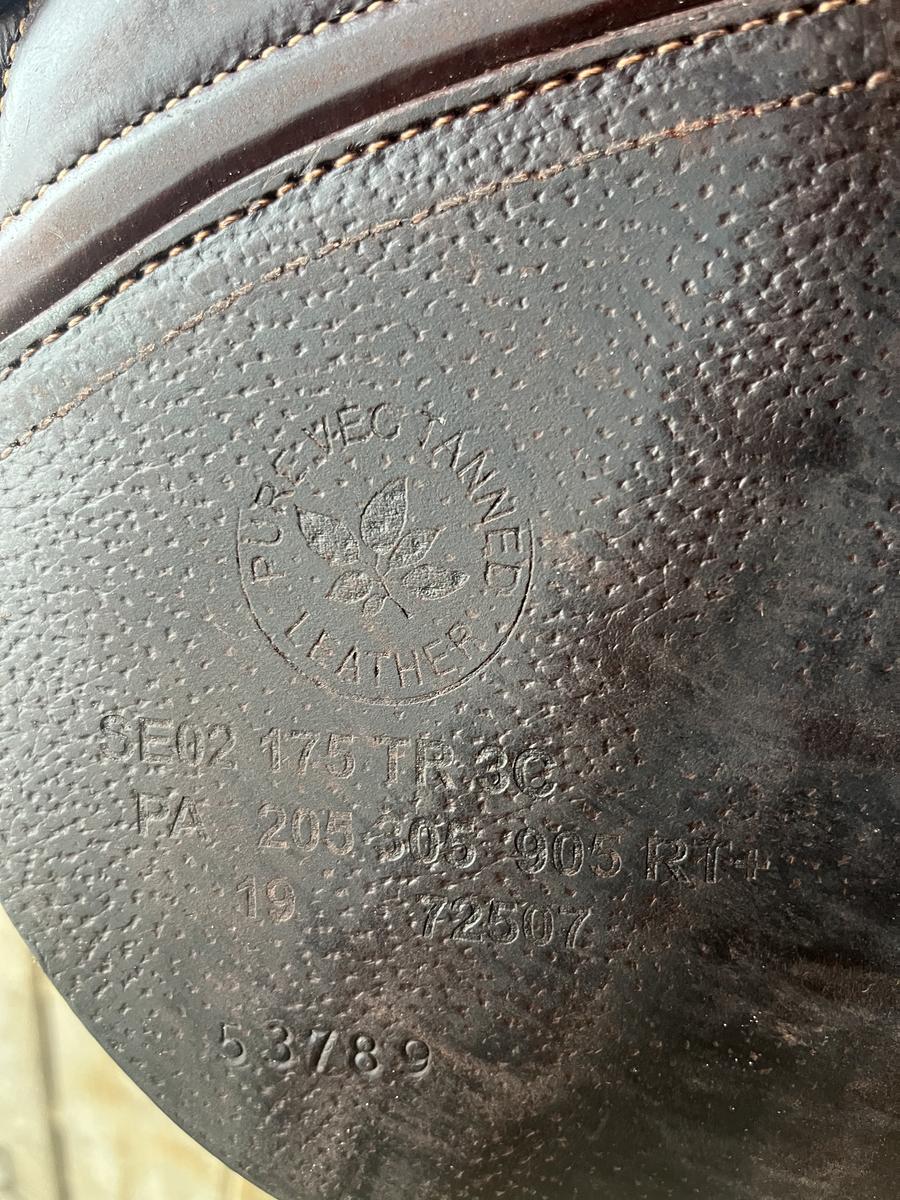 PURE VEG TANNED
LEATHER
SE02 175 TR 3C
PA 205 305 905 RT+
19 72507
53789